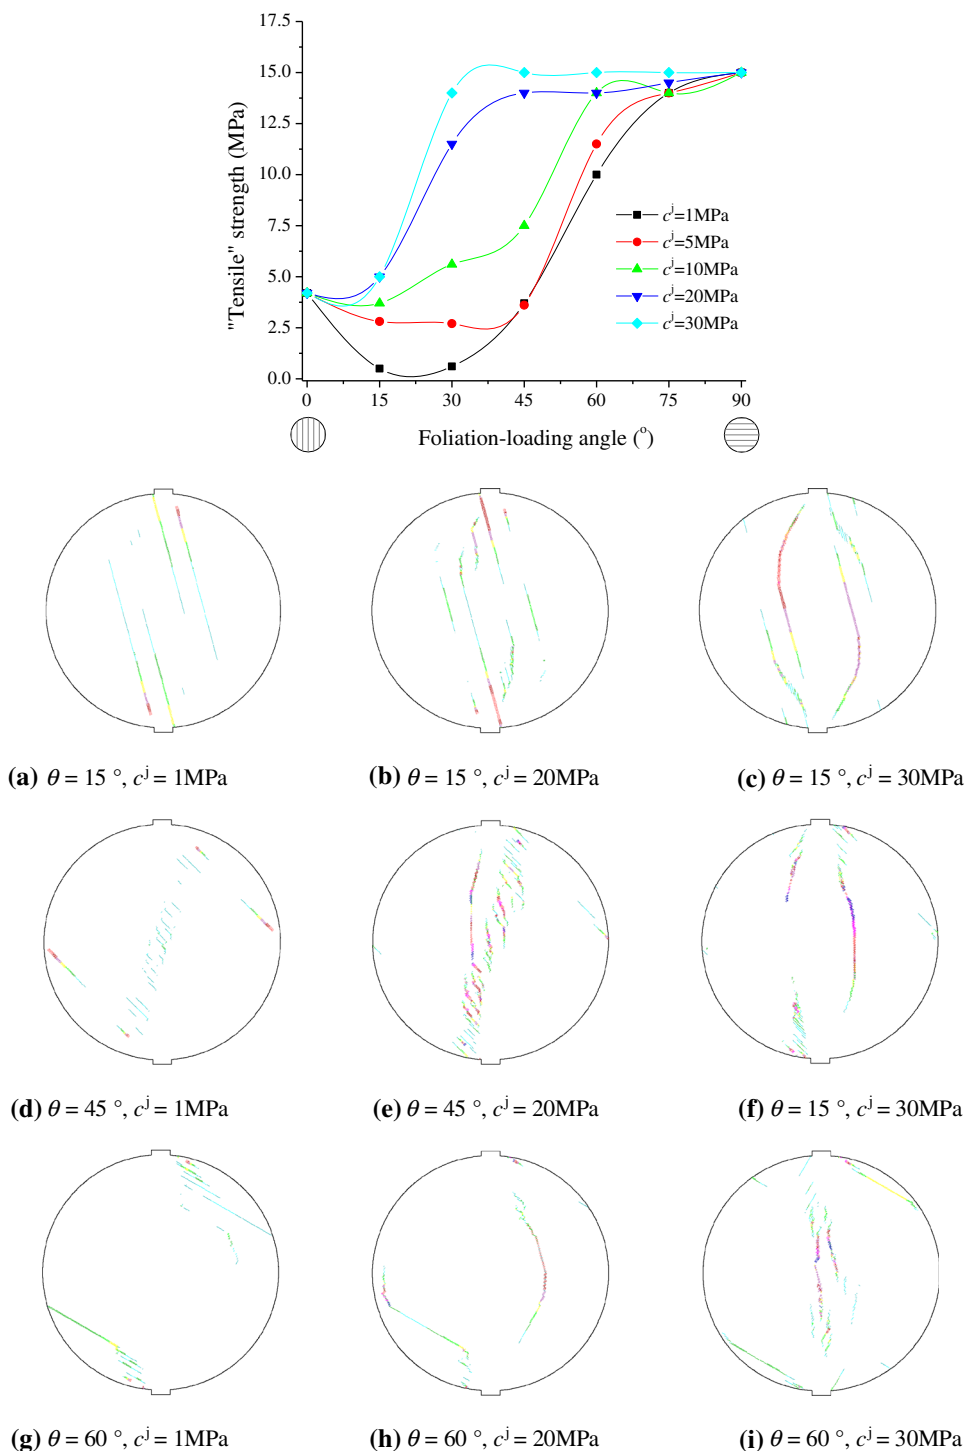 17.5
15.0
12.5
10.0
7.5
5.0
2.5
0.0
"Tensile" strength (MPa)
c^j=1MPa
c^j=5MPa
c^j=10MPa
c^j=20MPa
c^j=30MPa
0 15 30 45 60 75 90
Foliation-loading angle (°)
(a) θ = 15 °, c^j = 1MPa
(b) θ = 15 °, c^j = 20MPa
(c) θ = 15 °, c^j = 30MPa
(d) θ = 45 °, c^j = 1MPa
(e) θ = 45 °, c^j = 20MPa
(f) θ = 15 °, c^j = 30MPa
(g) θ = 60 °, c^j = 1MPa
(h) θ = 60 °, c^j = 20MPa
(i) θ = 60 °, c^j = 30MPa